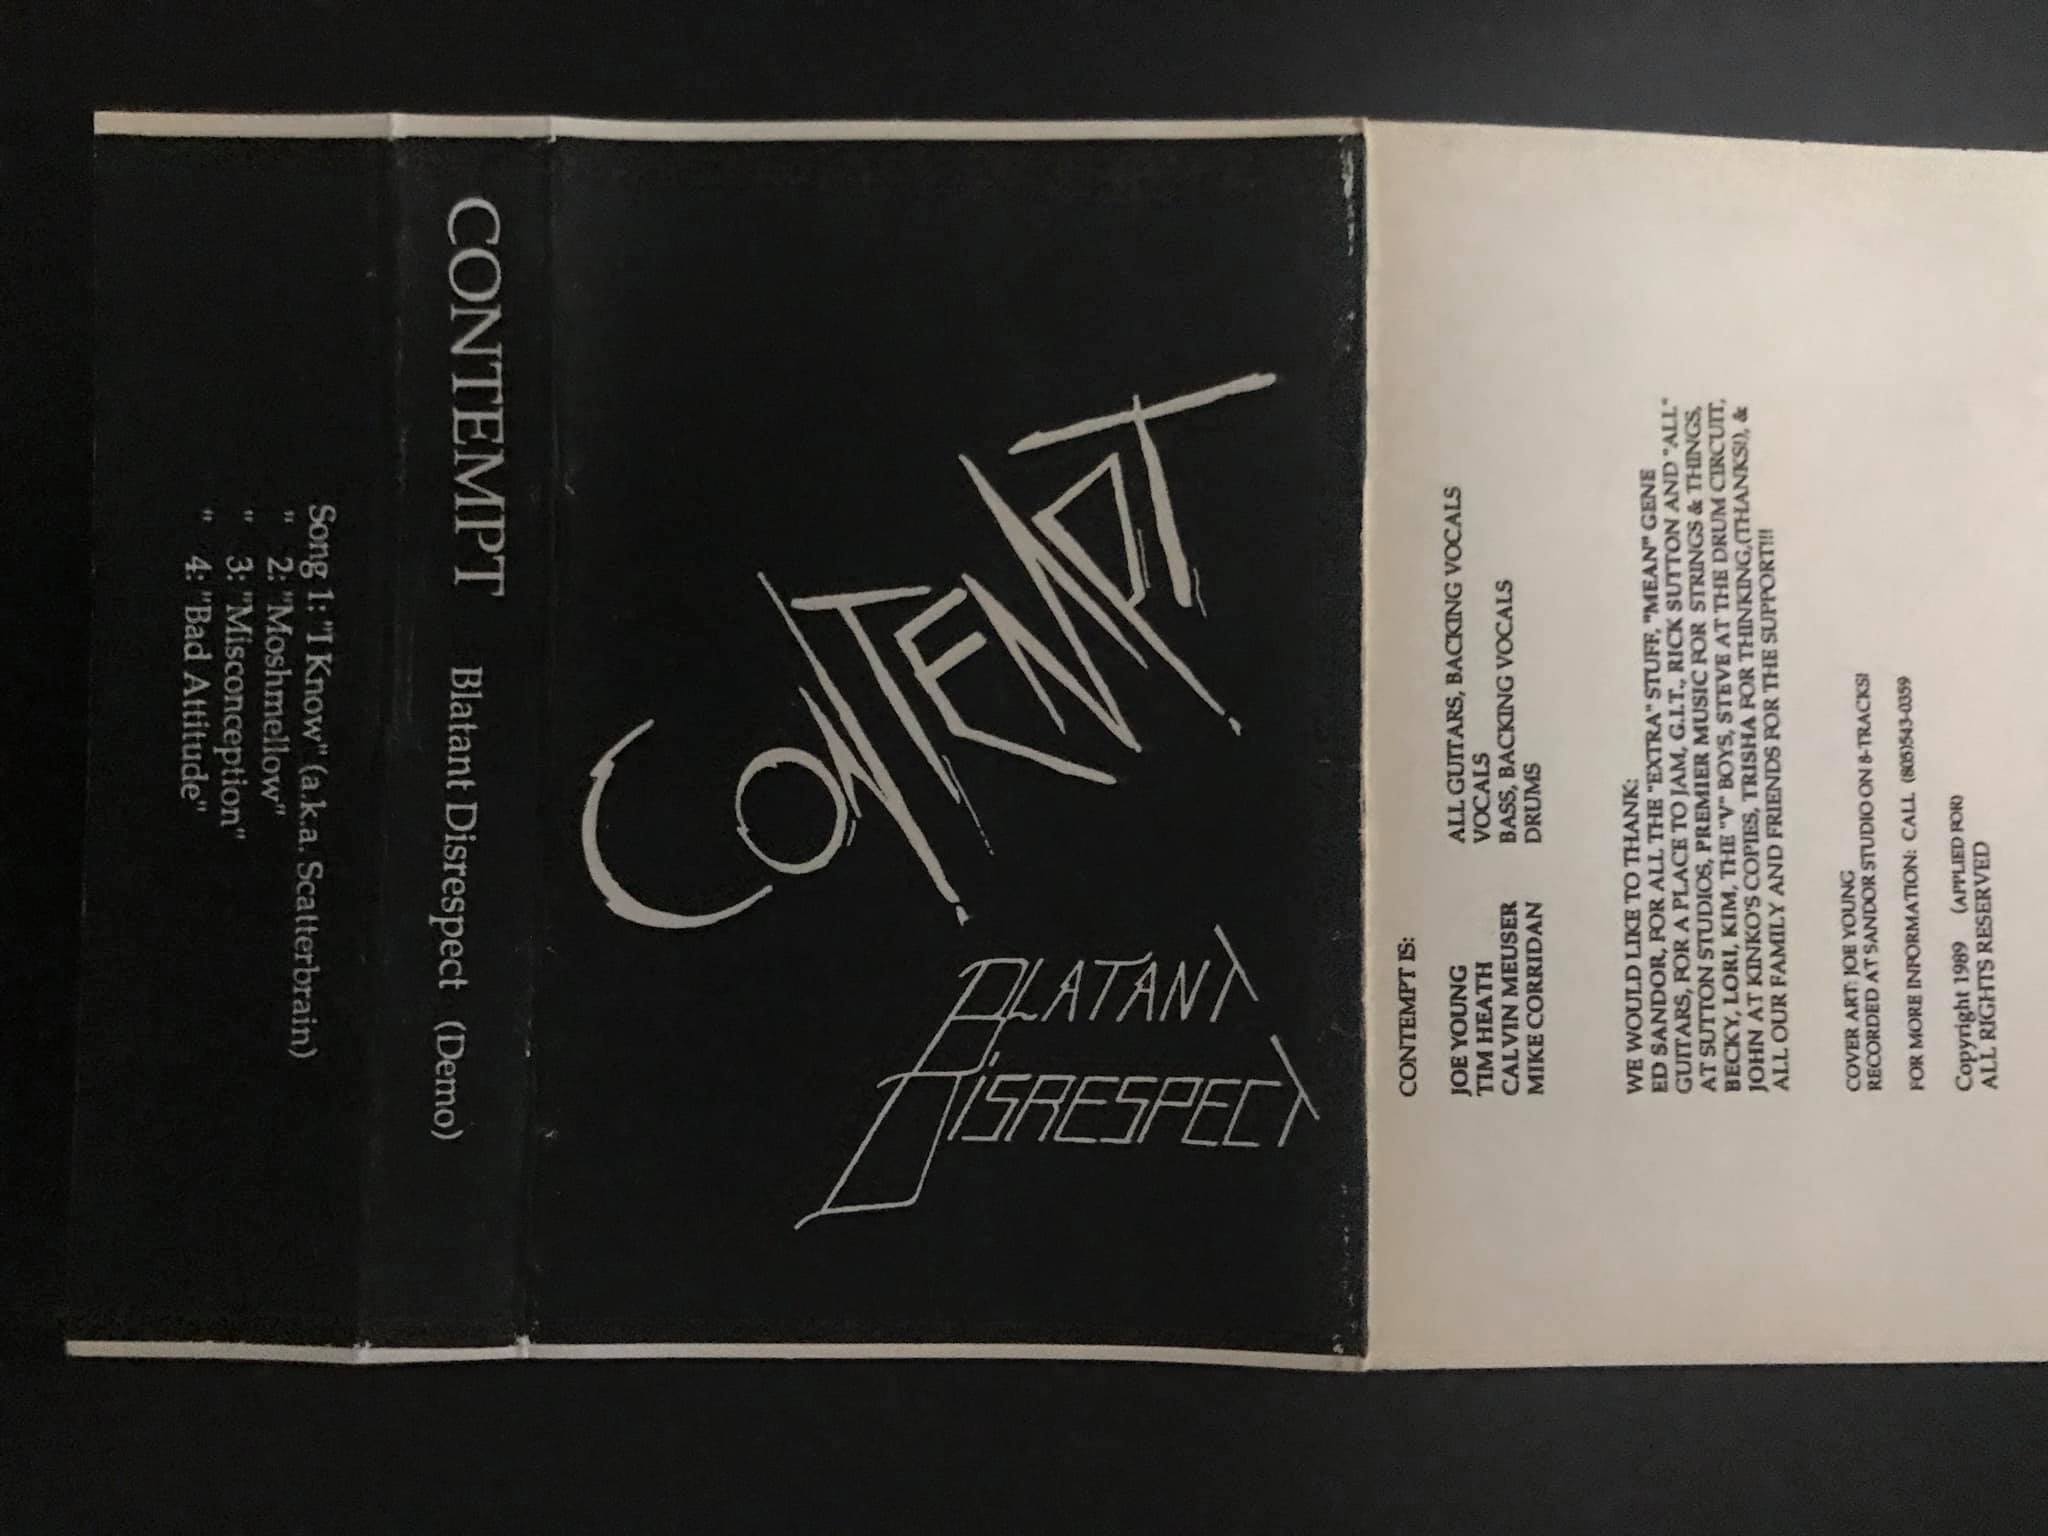 Song 1: "I Know" (a.k.a. Scatterbrain)
" 2: "Moshmellow"
" 3: "Misconception"
" 4: "Bad Attitude"
CONTEMPT Blatant Disrespect (Demo)
CONTEMPT
BLATANT
DISRESPECT
CONTEMPT IS:
JOE YOUNG ALL GUITARS, BACKING VOCALS
TIM HEATH VOCALS
CALVIN MEUSER BASS, BACKING VOCALS
MIKE CORRIDAN DRUMS
WE WOULD LIKE TO THANK:
ED SANDOR, FOR ALL THE "EXTRA" STUFF, "MEAN" GENE
GUITARS, FOR A PLACE TO JAM, G.I.T., RICK SUTTON AND "ALL"
AT SUTTON STUDIOS, PREMIER MUSIC FOR STRINGS & THINGS,
BECKY, LORI, KIM, THE "V" BOYS, STEVE AT THE DRUM CIRCUIT,
JOHN AT KINKO'S COPIES, TRISHA FOR THINKING,(THANKS!), &
ALL OUR FAMILY AND FRIENDS FOR THE SUPPORT!!!
COVER ART: JOE YOUNG
RECORDED AT SANDOR STUDIO ON 8-TRACKS!
FOR MORE INFORMATION: CALL (805)543-0359
Copyright 1989 (APPLIED FOR)
ALL RIGHTS RESERVED